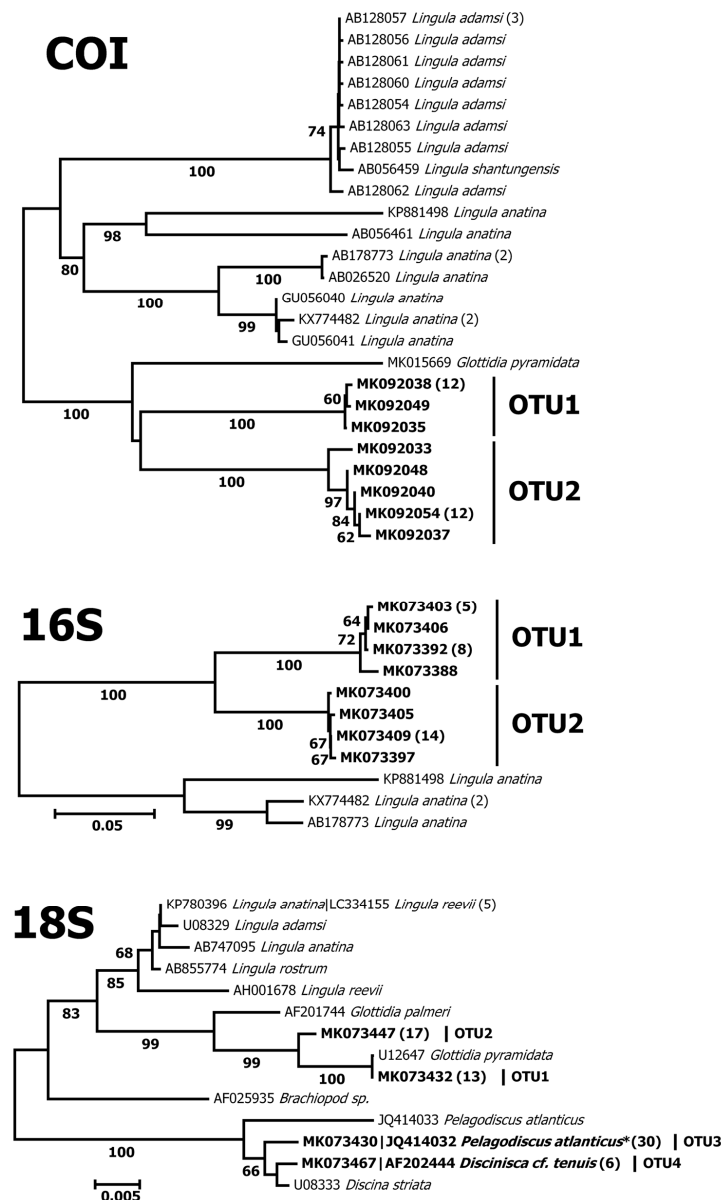 COI
AB128057 Lingula adamsi (3)
AB128056 Lingula adamsi
AB128061 Lingula adamsi
AB128060 Lingula adamsi
AB128054 Lingula adamsi
74
AB128063 Lingula adamsi
AB128055 Lingula adamsi
100
AB056459 Lingula shantungensis
AB128062 Lingula adamsi
KP881498 Lingula anatina
98
AB056461 Lingula anatina
80
AB178773 Lingula anatina (2)
100
AB026520 Lingula anatina
100
GU056040 Lingula anatina
99
KX774482 Lingula anatina (2)
GU056041 Lingula anatina
MK015669 Glottidia pyramidata
100
MK092038 (12)
60
MK092049
OTU1
100
MK092035
MK092033
MK092048
100
MK092040
OTU2
97
MK092054 (12)
84
MK092037
62
16S
MK073403 (5)
64
MK073406
72
MK073392 (8)
OTU1
100
MK073388
100
MK073400
MK073405
100
MK073409 (14)
OTU2
67
MK073397
67
KP881498 Lingula anatina
KX774482 Lingula anatina (2)
99
AB178773 Lingula anatina
0.05
18S
KP780396 Lingula anatina|LC334155 Lingula reevii (5)
U08329 Lingula adamsi
68
AB747095 Lingula anatina
AB855774 Lingula rostrum
85
AH001678 Lingula reevii
83
AF201744 Glottidia palmeri
99
MK073447 (17) | OTU2
99
U12647 Glottidia pyramidata
100
MK073432 (13) | OTU1
AF025935 Brachiopod sp.
JQ414033 Pelagodiscus atlanticus
100
MK073430|JQ414032 Pelagodiscus atlanticus* (30) | OTU3
66
MK073467|AF202444 Discinisca cf. tenuis (6) | OTU4
U08333 Discina striata
0.005